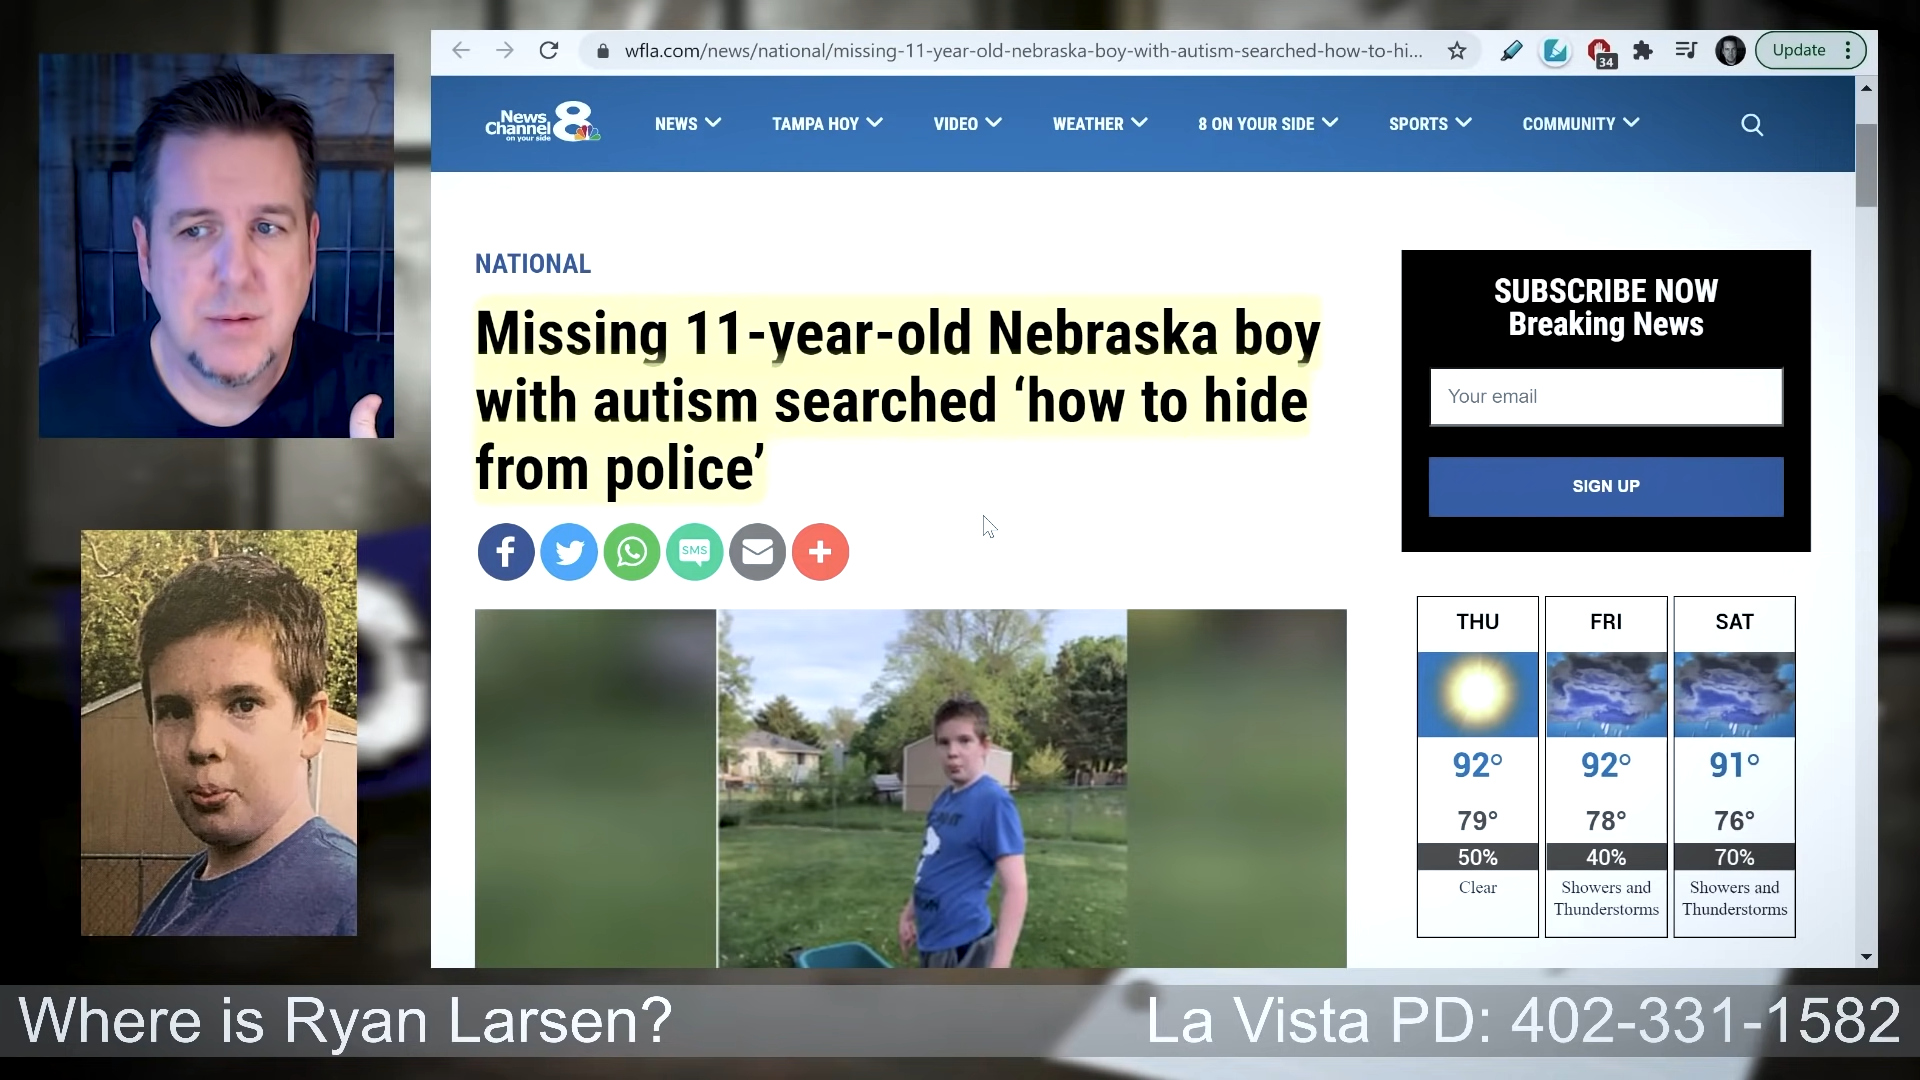 wfla.com/news/national/missing-11-year-old-nebraska-boy-with-autism-searched-how-to-hi...
34
Update
News Channel 8
on your side
NEWS
TAMPA HOY
VIDEO
WEATHER
8 ON YOUR SIDE
SPORTS
COMMUNITY
NATIONAL
Missing 11-year-old Nebraska boy
with autism searched ‘how to hide
from police’
SMS
SUBSCRIBE NOW
Breaking News
Your email
SIGN UP
THU FRI SAT
92° 92° 91°
79° 78° 76°
50% 40% 70%
Clear Showers and Showers and
Thunderstorms Thunderstorms
Where is Ryan Larsen?
La Vista PD: 402-331-1582